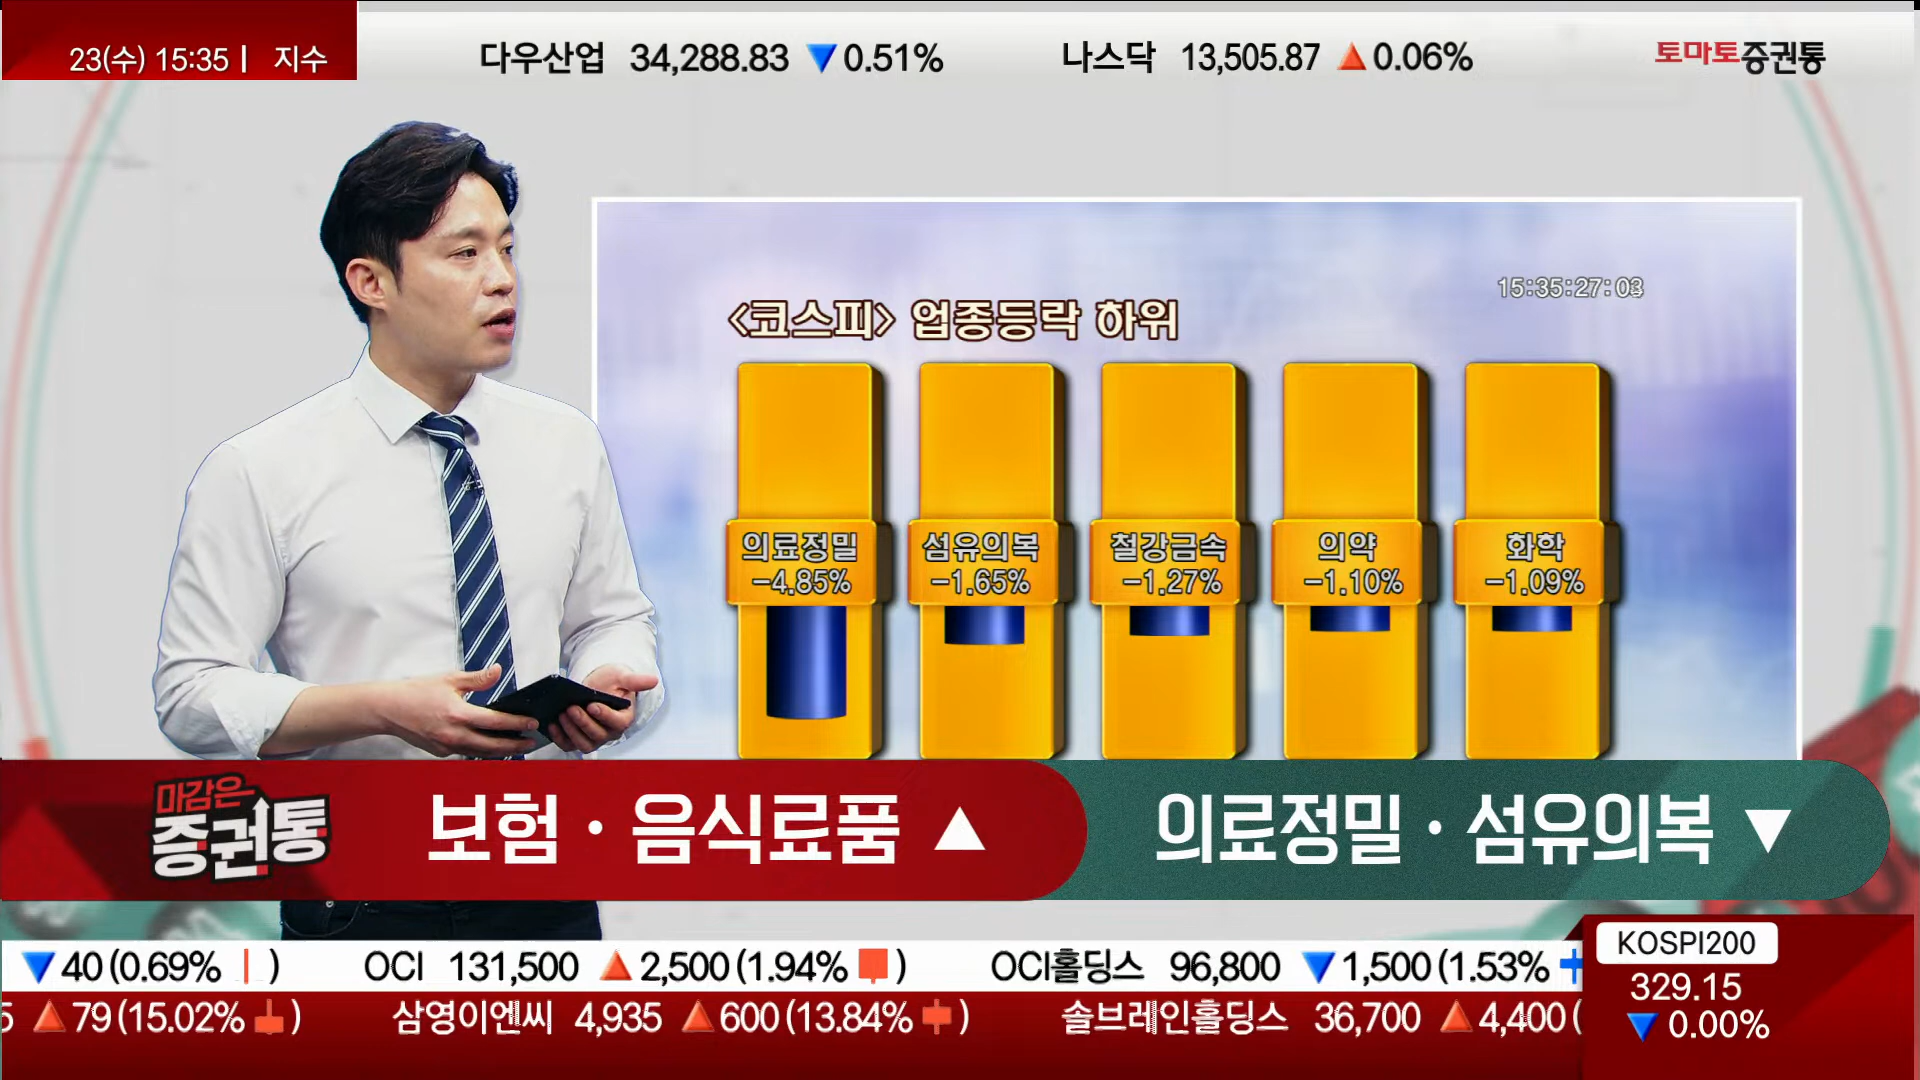 23(수) 15:35 | 지수
다우산업 34,288.83 ▼0.51%
나스닥 13,505.87 ▲0.06%
토마토증권통
15:35:27:03
<코스피> 업종등락 하위
의료정밀
-4.85%
섬유의복
-1.65%
철강금속
-1.27%
의약
-1.10%
화학
-1.09%
마감은
증권통
보험·음식료품 ▲
의료정밀·섬유의복 ▼
▼40(0.69% ) OCI 131,500 ▲2,500(1.94% ) OCI홀딩스 96,800 ▼1,500(1.53%
▲79(15.02% ) 삼영이엔씨 4,935 ▲600(13.84% ) 솔브레인홀딩스 36,700 ▲4,400(
KOSPI200
329.15
▼0.00%